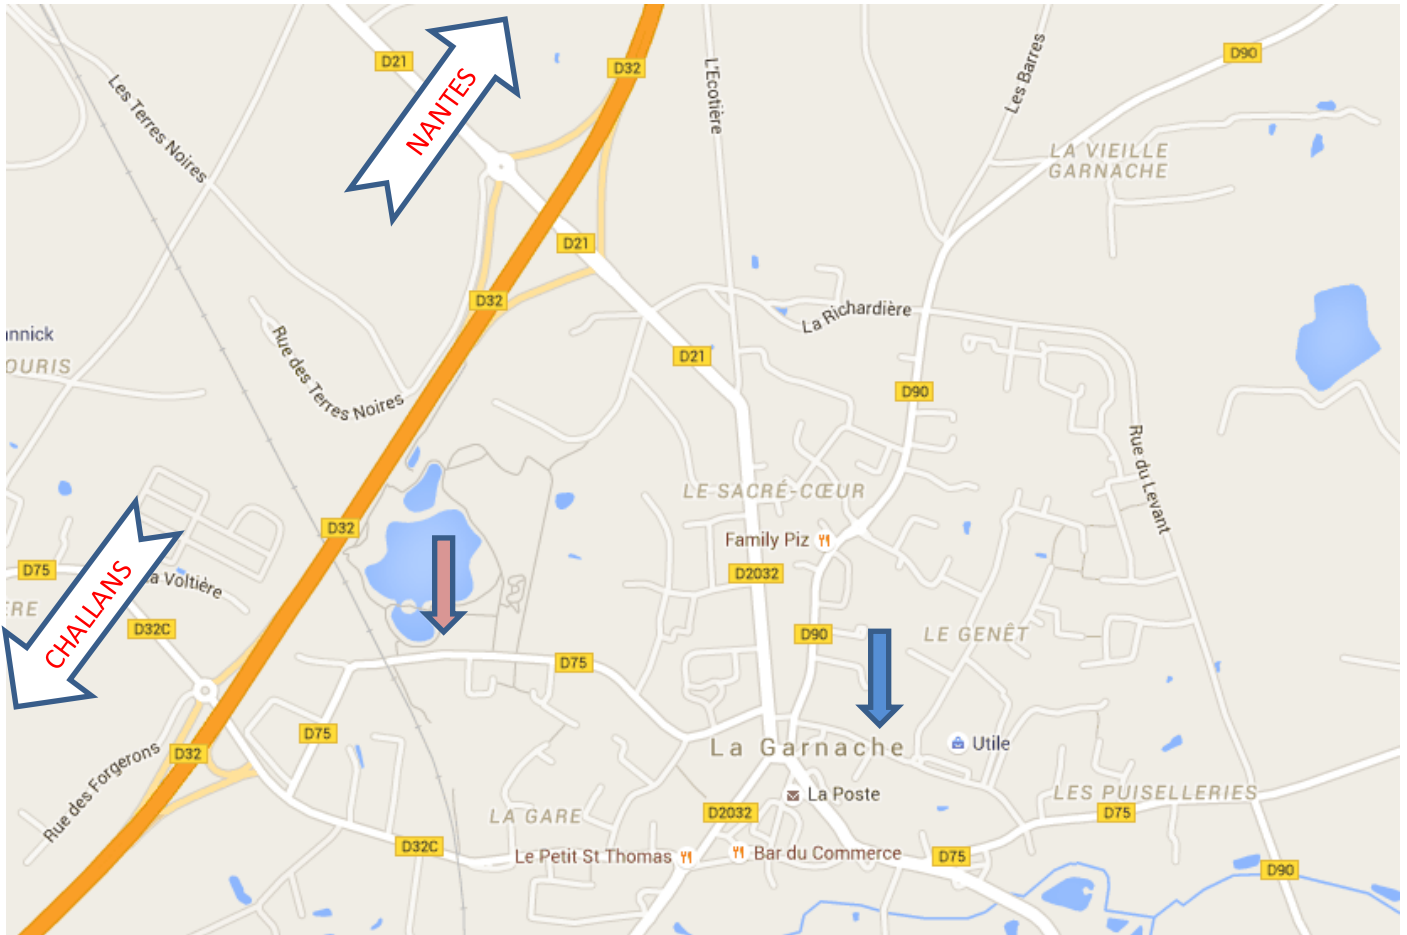 D21
NANTES
D32
L'Ecotière
Les Barres
D90
Les Terres Noires
LA VIEILLE
GARNACHE
D21
D32
La Richardière
annick
OURIS
Rue des Terres Noires
D21
D90
Rue du Levant
LE SACRÉ-CŒUR
D32
Family Piz
D75
CHALLANS
La Voltière
D2032
ÈRE
D32C
D90
LE GENÊT
D75
D75
D32
La Garnache
Utile
Rue des Forgerons
LA GARE
D2032
La Poste
LES PUISELLERIES
D75
D32C
Le Petit St Thomas
Bar du Commerce
D75
D90